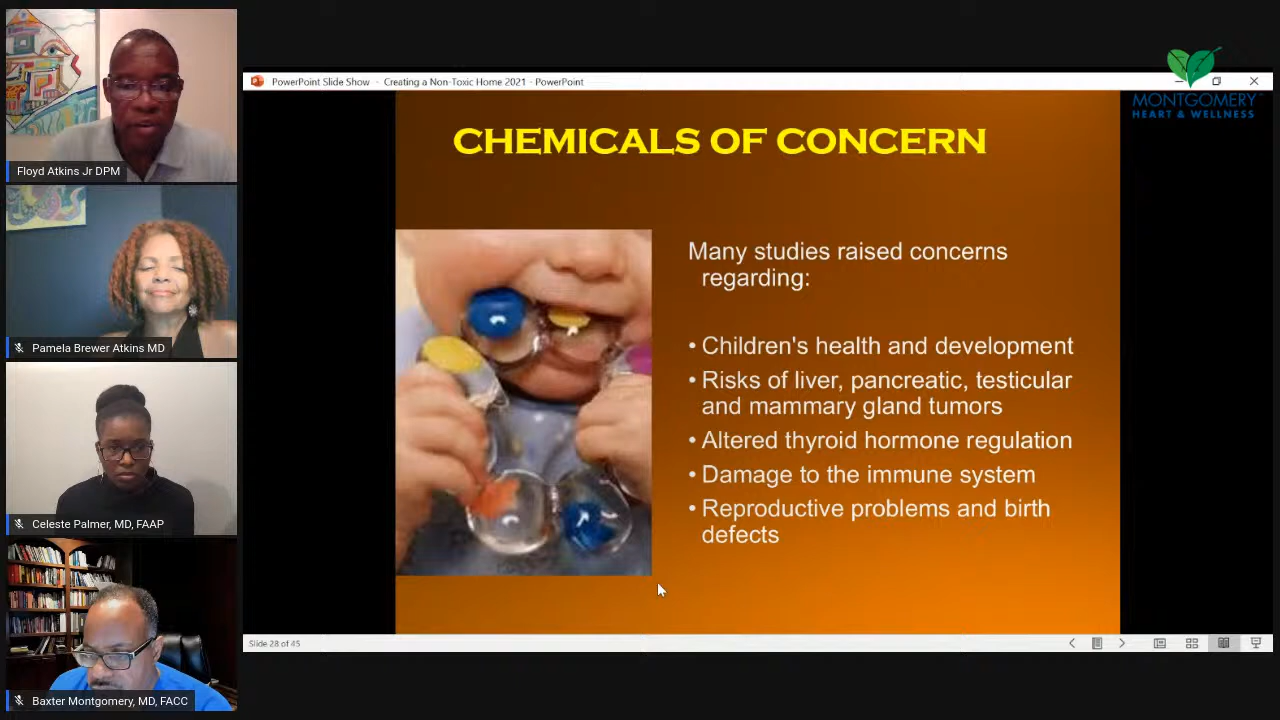 Floyd Atkins Jr DPM
Pamela Brewer Atkins MD
Celeste Palmer, MD, FAAP
Baxter Montgomery, MD, FACC
PowerPoint Slide Show - Creating a Non-Toxic Home 2021 - PowerPoint
MONTGOMERY
HEART & WELLNESS
CHEMICALS OF CONCERN
Many studies raised concerns
regarding:
• Children's health and development
• Risks of liver, pancreatic, testicular
and mammary gland tumors
• Altered thyroid hormone regulation
• Damage to the immune system
• Reproductive problems and birth
defects
Slide 28 of 45